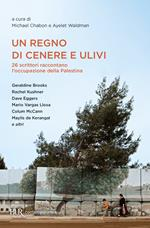 a cura di
Michael Chabon e Ayelet Waldman
UN REGNO
DI CENERE E ULIVI
26 scrittori raccontano
l'occupazione della Palestina
Geraldine Brooks
Rachel Kushner
Dave Eggers
Mario Vargas Llosa
Colum McCann
Maylis de Kerangal
e altri
BUR